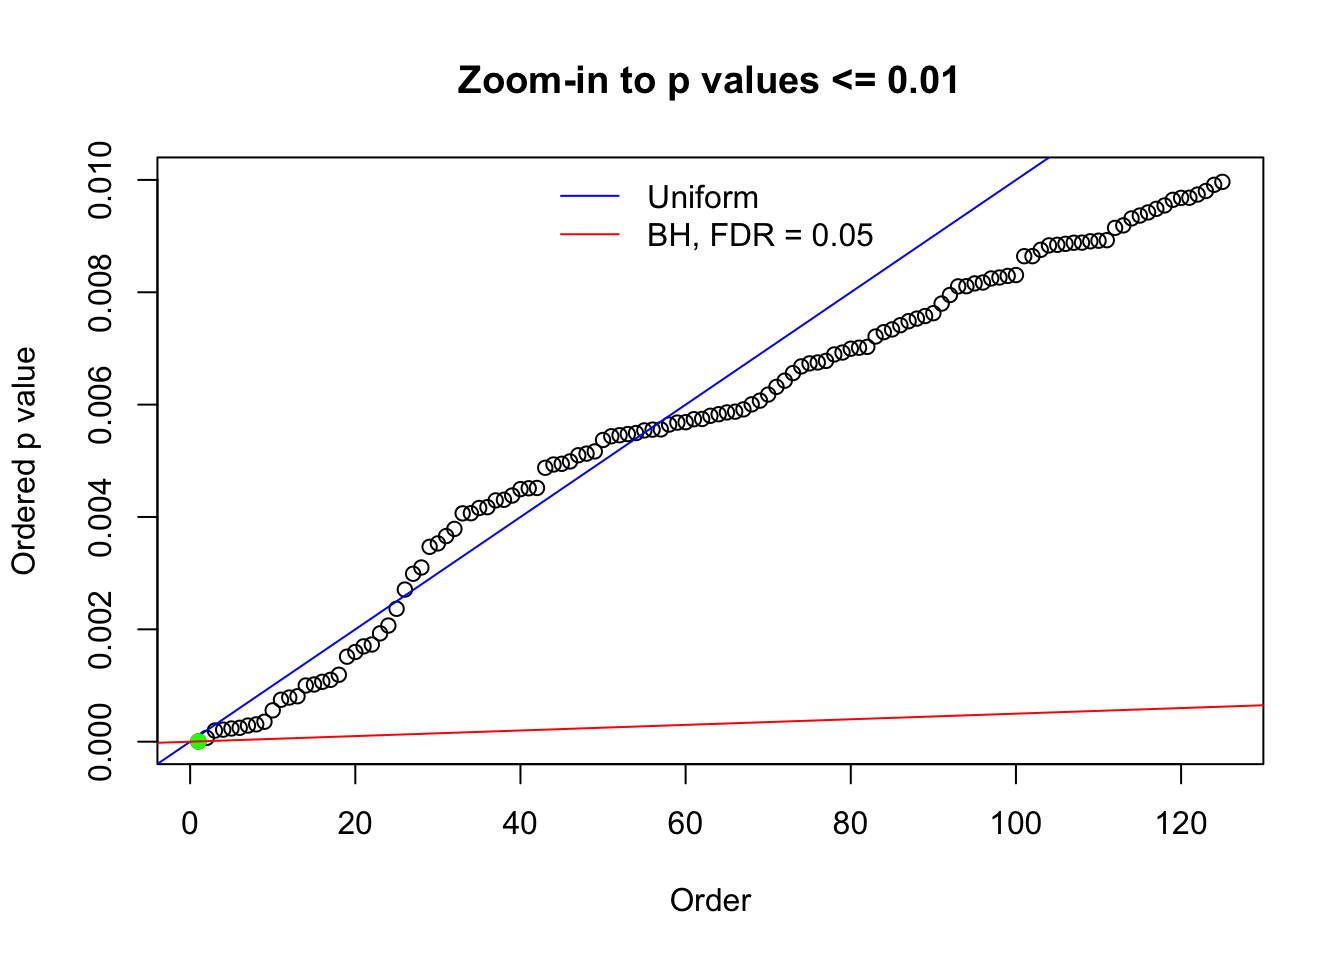 Zoom-in to p values <= 0.01
Uniform
BH, FDR = 0.05
Ordered p value
0.010
0.008
0.006
0.004
0.002
0.000
0 20 40 60 80 100 120
Order